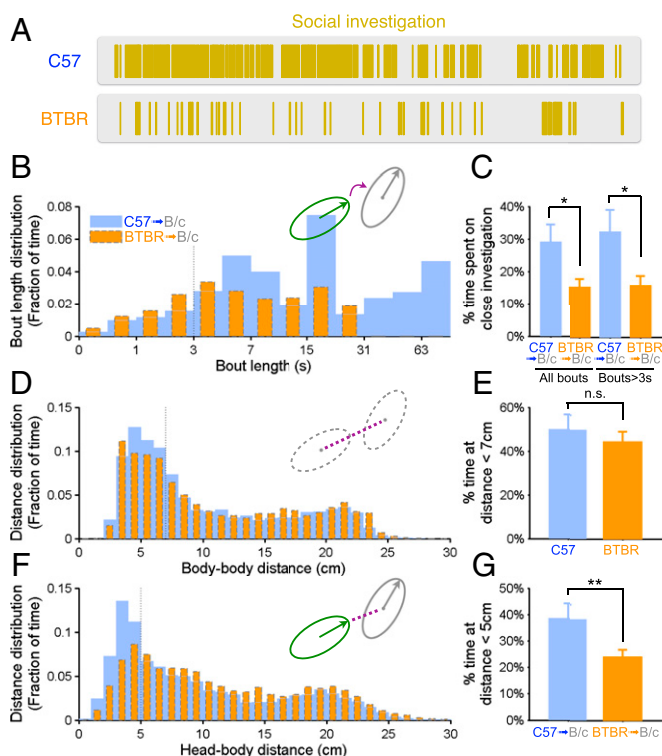 A
Social investigation
C57
BTBR
B
Bout length distribution
(Fraction of time)
0.08
0.06
0.04
0.02
0
C57→B/c
BTBR→B/c
0 1 3 7 15 31 63
Bout length (s)
C
% time spent on
close investigation
40%
30%
20%
10%
0%
* *
C57 BTBR C57 BTBR
→B/c →B/c →B/c →B/c
All bouts Bouts>3s
D
Distance distribution
(Fraction of time)
0.15
0.1
0.05
0
0 5 10 15 20 25 30
Body-body distance (cm)
E
% time at
distance < 7cm
n.s.
60%
40%
20%
0%
C57 BTBR
F
Distance distribution
(Fraction of time)
0.15
0.1
0.05
0
0 5 10 15 20 25 30
Head-body distance (cm)
G
% time at
distance < 5cm
**
50%
40%
30%
20%
10%
0%
C57→B/c BTBR→B/c